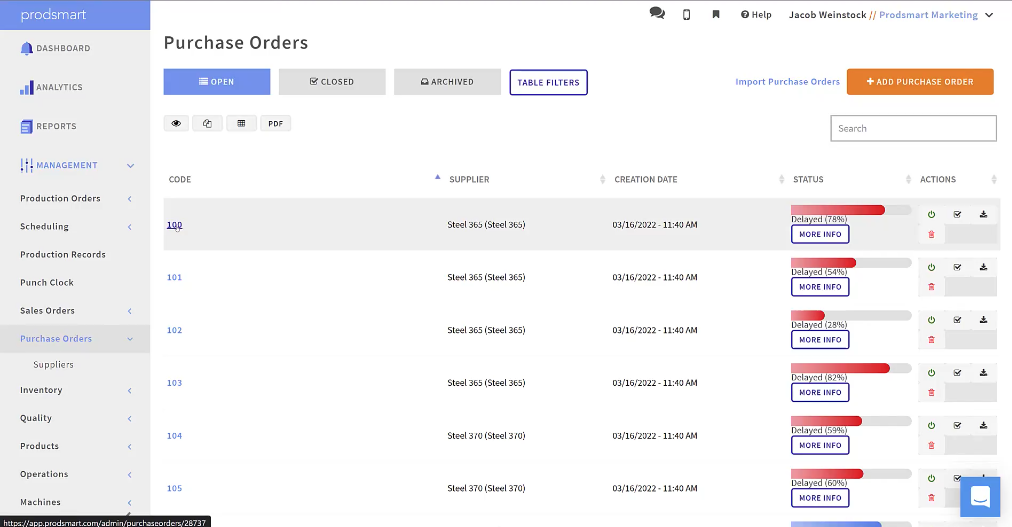 prodsmart
Help
Jacob Weinstock // Prodsmart Marketing
DASHBOARD
ANALYTICS
REPORTS
MANAGEMENT
Production Orders
Scheduling
Production Records
Punch Clock
Sales Orders
Purchase Orders
Suppliers
Inventory
Quality
Products
Operations
Machines
Purchase Orders
OPEN
CLOSED
ARCHIVED
TABLE FILTERS
Import Purchase Orders
+ ADD PURCHASE ORDER
PDF
Search
CODE SUPPLIER CREATION DATE STATUS ACTIONS
100 Steel 365 (Steel 365) 03/16/2022 - 11:40 AM Delayed (78%)
MORE INFO
101 Steel 365 (Steel 365) 03/16/2022 - 11:40 AM Delayed (54%)
MORE INFO
102 Steel 365 (Steel 365) 03/16/2022 - 11:40 AM Delayed (28%)
MORE INFO
103 Steel 365 (Steel 365) 03/16/2022 - 11:40 AM Delayed (82%)
MORE INFO
104 Steel 370 (Steel 370) 03/16/2022 - 11:40 AM Delayed (59%)
MORE INFO
105 Steel 370 (Steel 370) 03/16/2022 - 11:40 AM Delayed (60%)
MORE INFO
https://app.prodsmart.com/admin/purchaseorders/28737